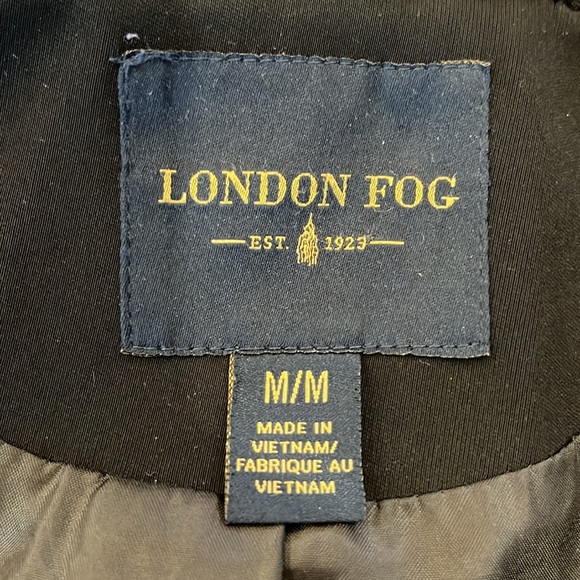 LONDON FOG
EST. 1923
M/M
MADE IN
VIETNAM/
FABRIQUE AU
VIETNAM